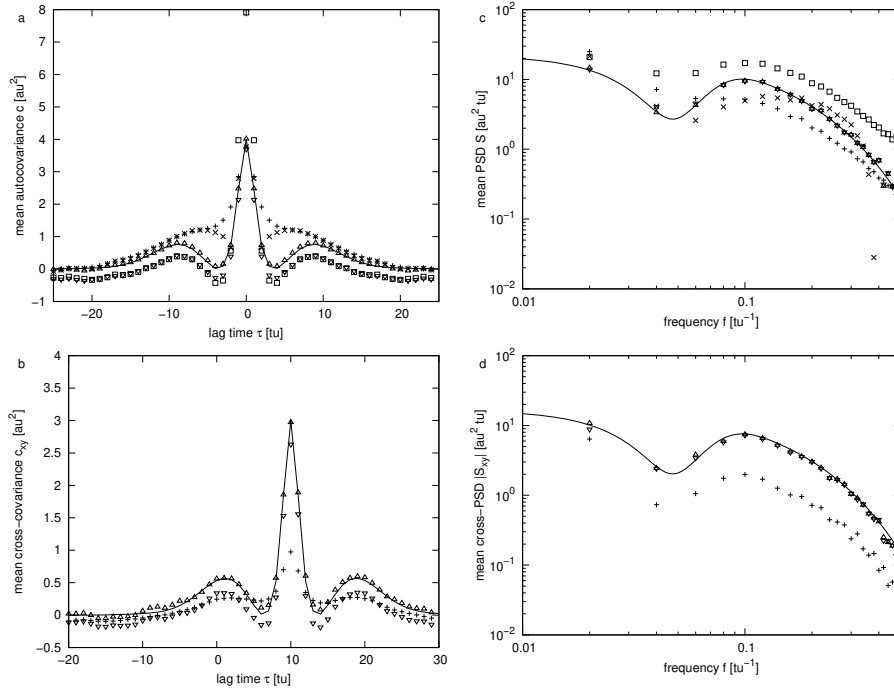 a
mean autocovariance c [au²]
8
7
6
5
4
3
2
1
0
−1
−20 −10 0 10 20
lag time τ [tu]
c
mean PSD S [au² tu]
10²
10¹
10⁰
10⁻¹
10⁻²
0.01 0.1
frequency f [tu⁻¹]
b
mean cross−covariance c_xy [au²]
4
3.5
3
2.5
2
1.5
1
0.5
0
−0.5
−20 −10 0 10 20 30
lag time τ [tu]
d
mean cross−PSD |S_xy| [au² tu]
10²
10¹
10⁰
10⁻¹
10⁻²
0.01 0.1
frequency f [tu⁻¹]